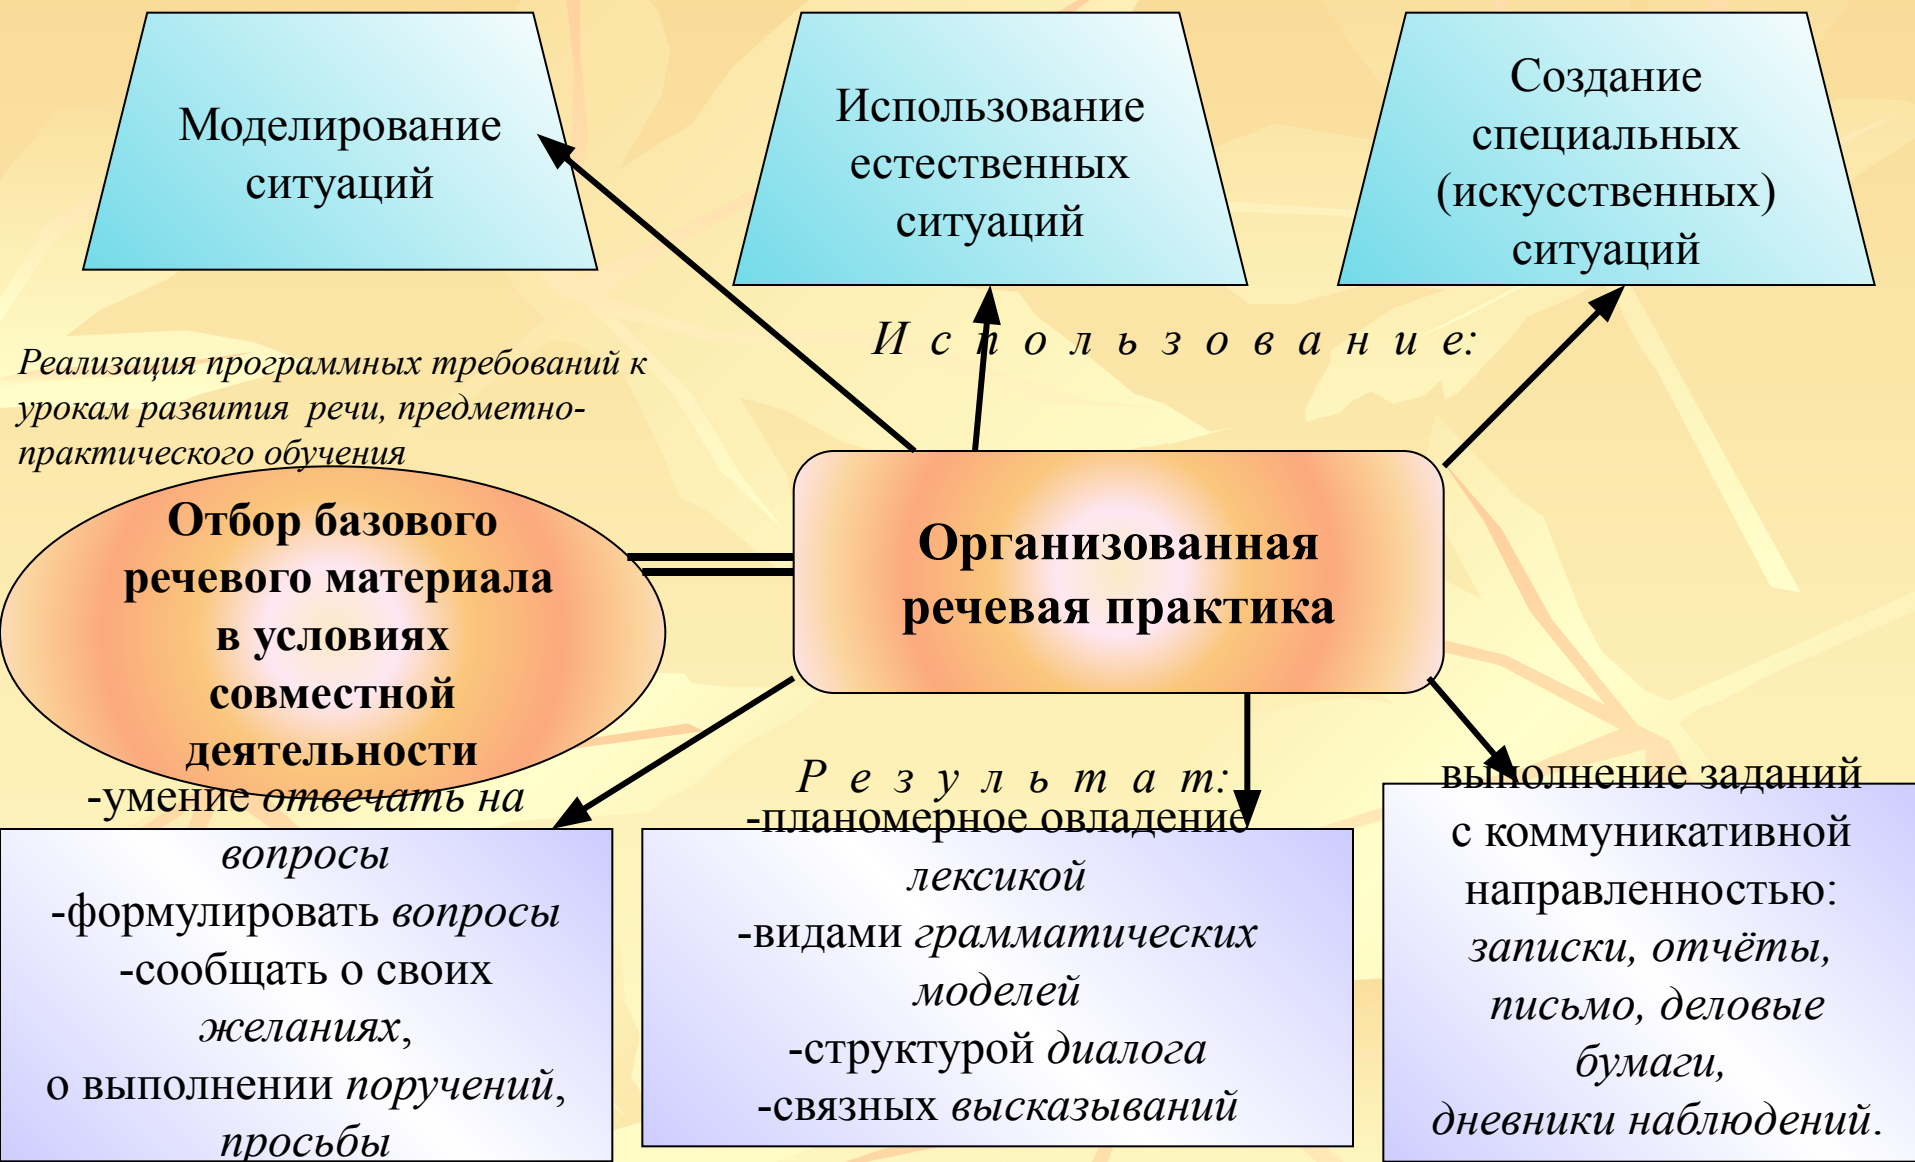 Моделирование
ситуаций
Использование
естественных
ситуаций
Создание
специальных
(искусственных)
ситуаций
И с п о л ь з о в а н и е:
Реализация программных требований к
урокам развития речи, предметно-
практического обучения
Отбор базового
речевого материала
в условиях
совместной
деятельности
Организованная
речевая практика
Р е з у л ь т а т:
-умение отвечать на
вопросы
-формулировать вопросы
-сообщать о своих
желаниях,
о выполнении поручений,
просьбы
-планомерное овладение
лексикой
-видами грамматических
моделей
-структурой диалога
-связных высказываний
выполнение заданий
с коммуникативной
направленностью:
записки, отчёты,
письмо, деловые
бумаги,
дневники наблюдений.